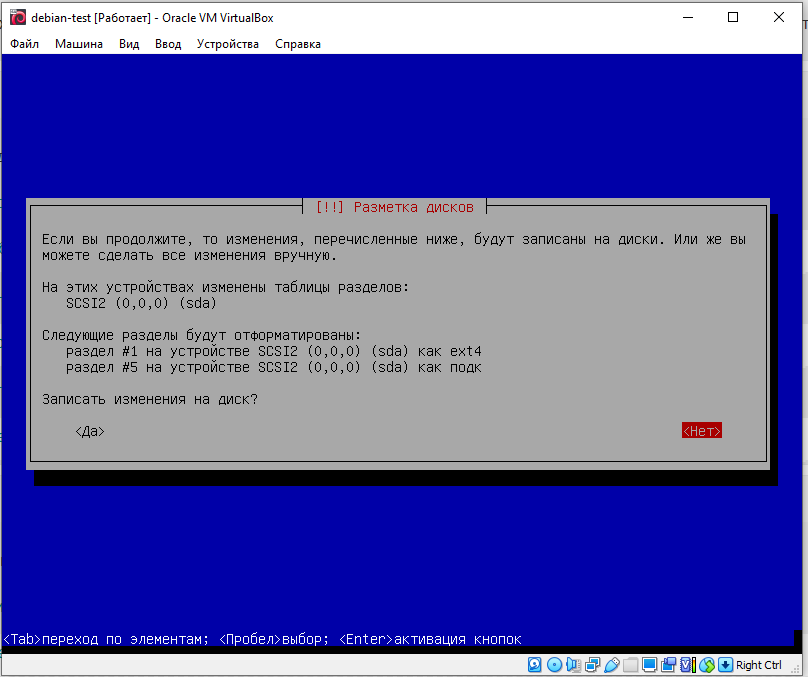 debian-test [Работает] - Oracle VM VirtualBox
Файл Машина Вид Ввод Устройства Справка
[!!] Разметка дисков
Если вы продолжите, то изменения, перечисленные ниже, будут записаны на диски. Или же вы
можете сделать все изменения вручную.
На этих устройствах изменены таблицы разделов:
SCSI2 (0,0,0) (sda)
Следующие разделы будут отформатированы:
раздел #1 на устройстве SCSI2 (0,0,0) (sda) как ext4
раздел #5 на устройстве SCSI2 (0,0,0) (sda) как подк
Записать изменения на диск?
<Да> <Нет>
<Tab>переход по элементам; <Пробел>выбор; <Enter>активация кнопок
Right Ctrl